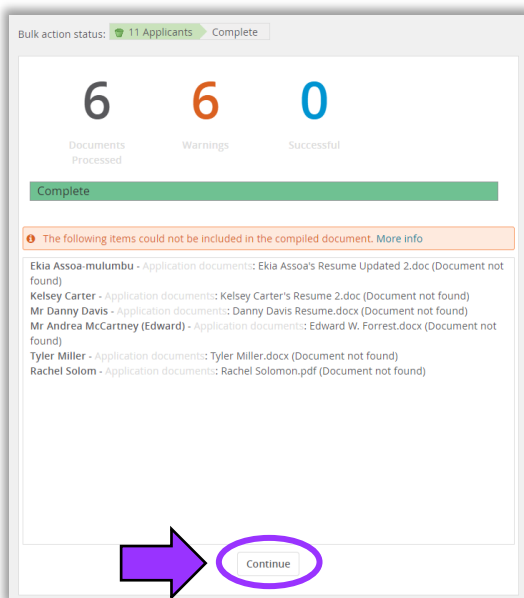 Bulk action status: 11 Applicants Complete
6 6 0
Documents Processed Warnings Successful
Complete
The following items could not be included in the compiled document. More info
Ekia Assoa-mulumbu - Application documents: Ekia Assoa's Resume Updated 2.doc (Document not
found)
Kelsey Carter - Application documents: Kelsey Carter's Resume 2.doc (Document not found)
Mr Danny Davis - Application documents: Danny Davis Resume.docx (Document not found)
Mr Andrea McCartney (Edward) - Application documents: Edward W. Forrest.docx (Document not
found)
Tyler Miller - Application documents: Tyler Miller.docx (Document not found)
Rachel Solom - Application documents: Rachel Solomon.pdf (Document not found)
Continue